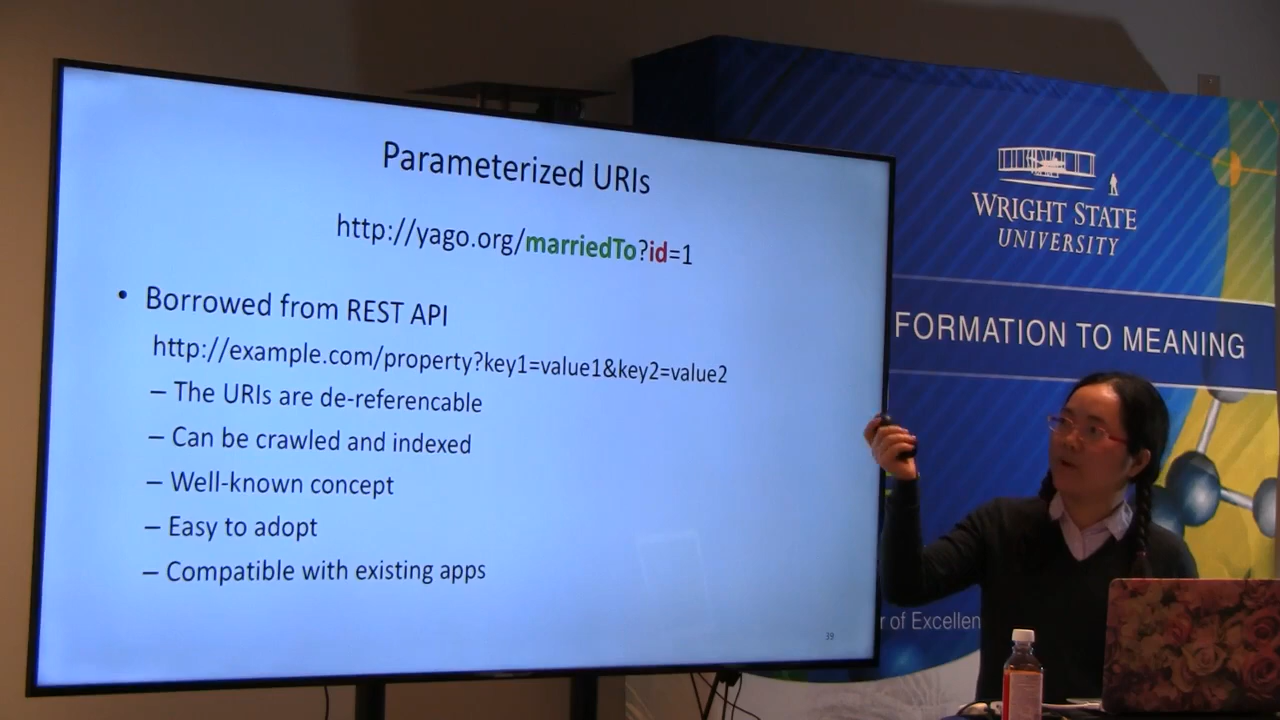 Parameterized URIs
http://yago.org/marriedTo?id=1
• Borrowed from REST API
http://example.com/property?key1=value1&key2=value2
– The URIs are de-referencable
– Can be crawled and indexed
– Well-known concept
– Easy to adopt
– Compatible with existing apps
39
WRIGHT STATE
UNIVERSITY
FORMATION TO MEANING
r of Excellen